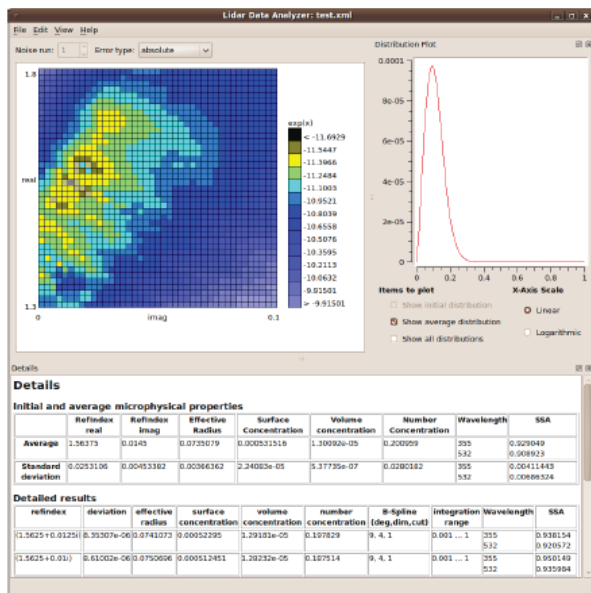 Lidar Data Analyzer: test.xml
File Edit View Help
Noise run: 1 Error type: absolute
Distribution Plot
1.8
real
1.3
0 imag 0.1
exp(x)
< -11.6929
-11.5447
-11.3966
-11.2484
-11.1003
-10.9521
-10.8039
-10.6558
-10.5076
-10.3595
-10.2113
-10.0632
-9.91501
> -9.91501
0.0001
8e-05
6e-05
4e-05
2e-05
0
0 0.2 0.4 0.6 0.8 1
Items to plot X-Axis Scale
Show initial distribution
Show average distribution
Show all distributions
Linear
Logarithmic
Details
Details
Initial and average microphysical properties
RefIndex real RefIndex imag Effective Radius Surface Concentration Volume concentration Number Concentration Wavelength SSA
Average 1.56375 0.0145 0.0735079 0.000531516 1.30092e-05 0.200959 355 0.929049
532 0.908923
Standard deviation 0.0253106 0.00453382 0.00366362 2.24083e-05 5.37735e-07 0.0280182 355 0.00411443
532 0.00686324
Detailed results
refindex deviation effective radius surface concentration volume concentration number concentration B-Spline (deg,dim,cut) integration range Wavelength SSA
(1.5625+0.0125i) 8.35307e-06 0.0741073 0.00052295 1.29181e-05 0.197829 9, 4, 1 0.001 ... 1 355 0.938154
532 0.920572
(1.5625+0.01i) 8.61002e-06 0.0750696 0.000512451 1.28232e-05 0.187514 9, 4, 1 0.001 ... 1 355 0.950149
532 0.935984